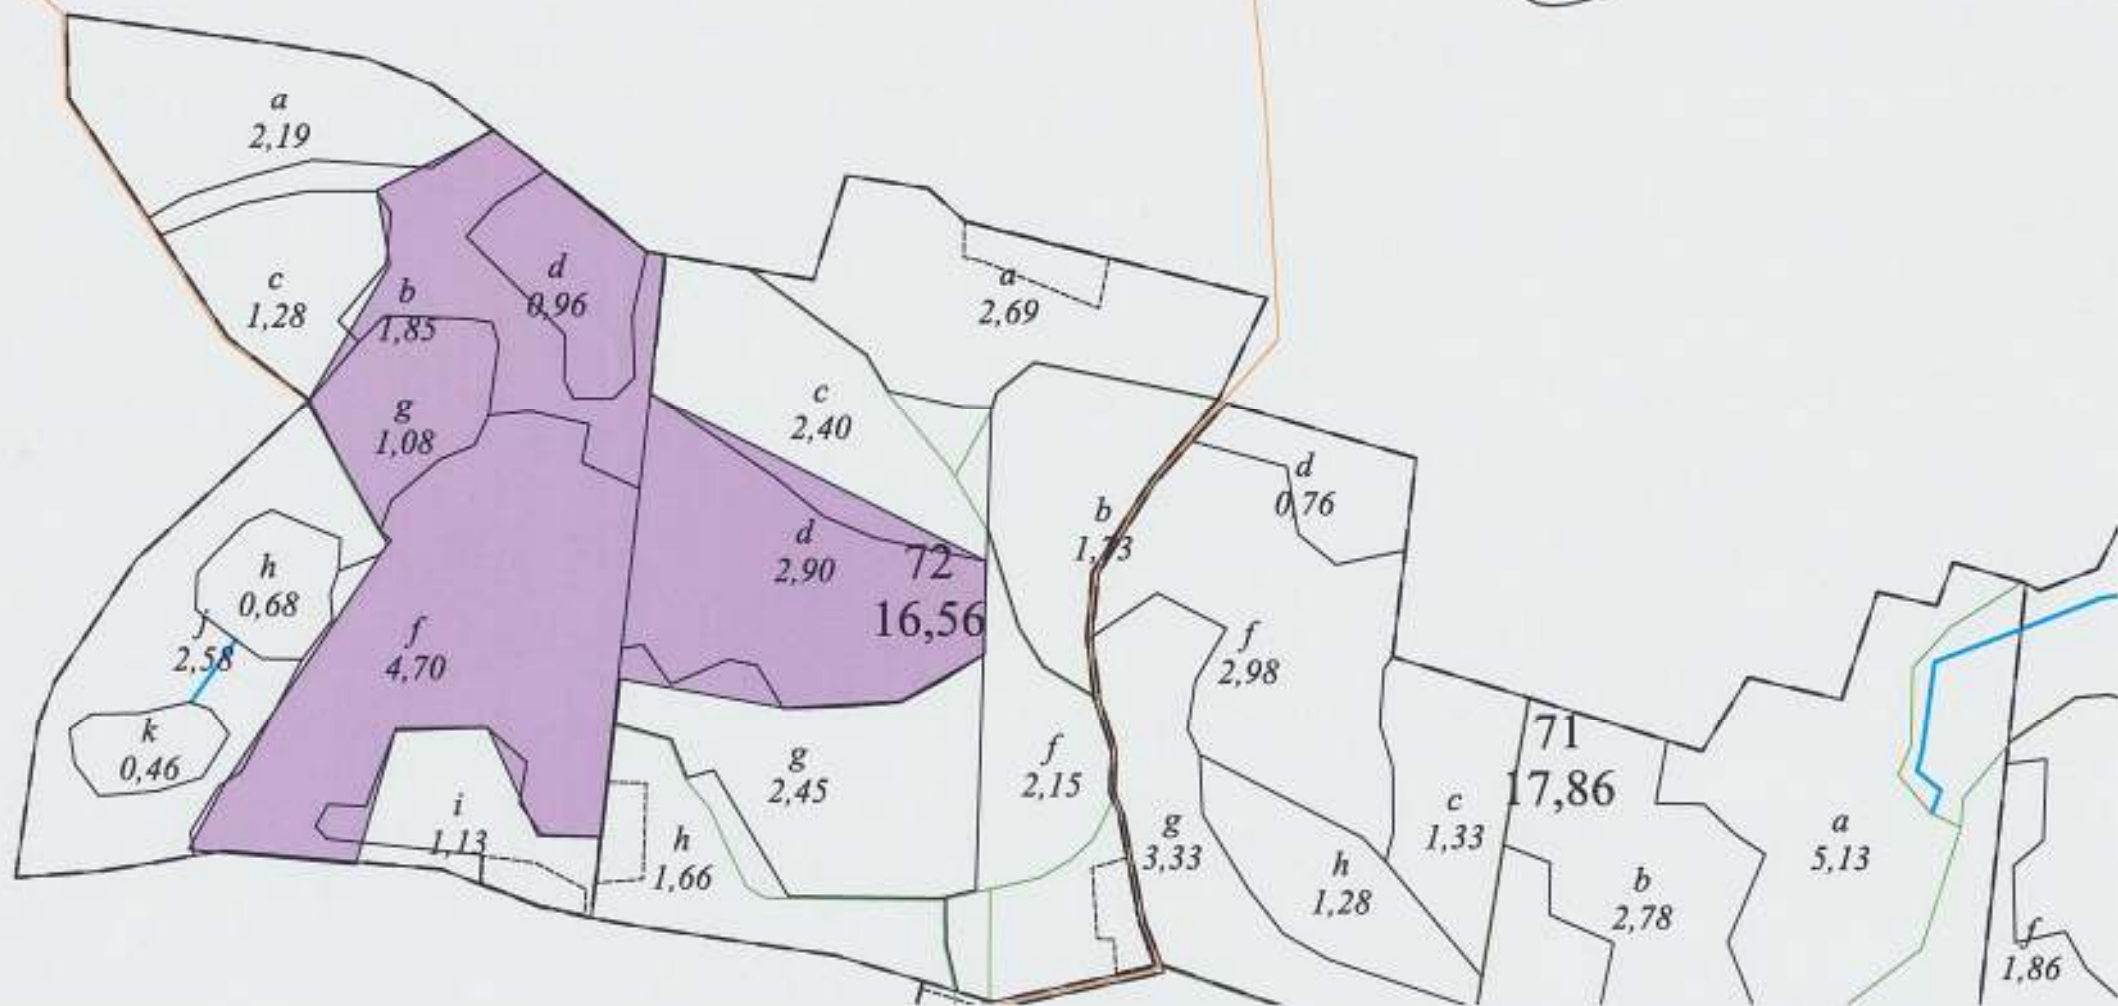 a
2,19
c
1,28
b
1,85
d
0,96
g
1,08
h
0,68
j
2,58
k
0,46
f
4,70
i
1,13
a
2,69
c
2,40
b
1,73
d
2,90
72
16,56
g
2,45
h
1,66
f
2,15
d
0,76
f
2,98
g
3,33
h
1,28
c
1,33
71
17,86
b
2,78
a
5,13
f
1,86